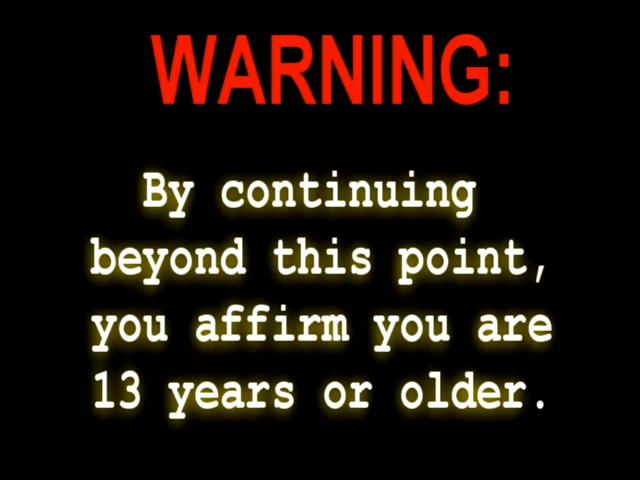 WARNING:
By continuing
beyond this point,
you affirm you are
13 years or older.